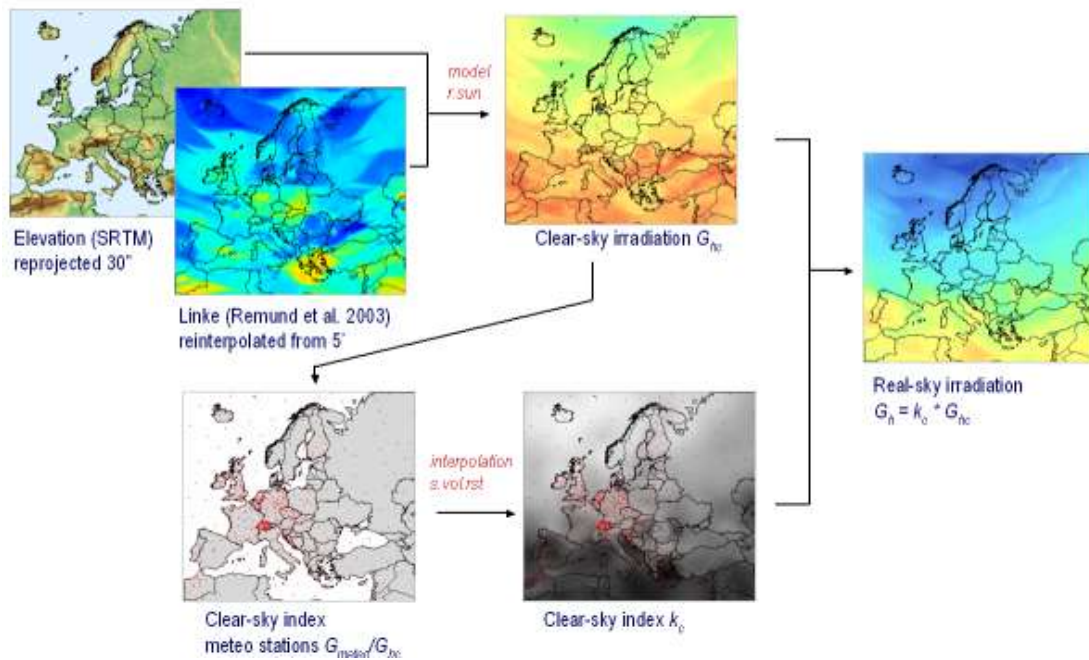 model
r.sun
Elevation (SRTM)
reprojected 30"
Clear-sky irradiation G_hc
Linke (Remund et al. 2003)
reinterpolated from 5'
Real-sky irradiation
G_h = k_c * G_hc
interpolation
s.vol.rst
Clear-sky index
meteo stations G_meteo/G_hc
Clear-sky index k_c